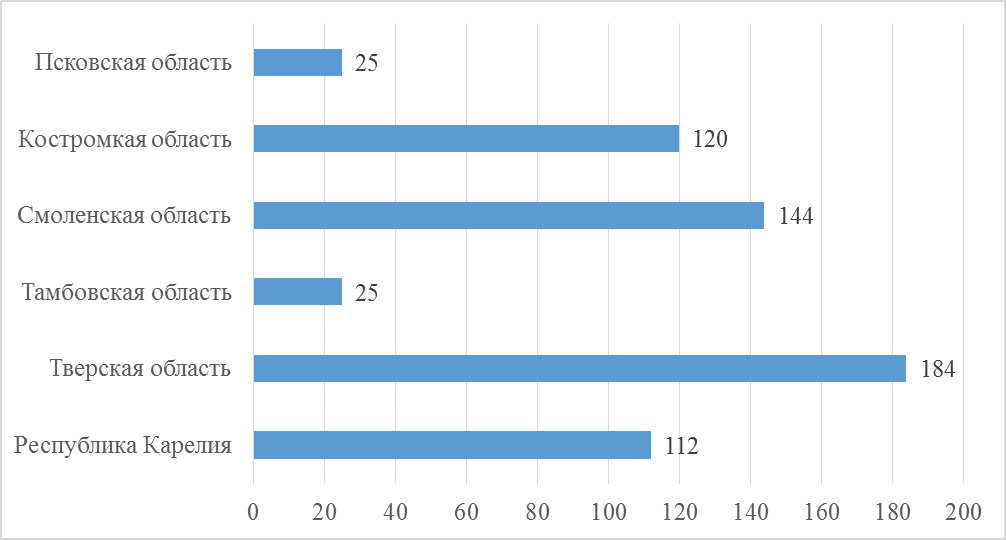 Псковская область 25
Костромкая область 120
Смоленская область 144
Тамбовская область 25
Тверская область 184
Республика Карелия 112
0 20 40 60 80 100 120 140 160 180 200